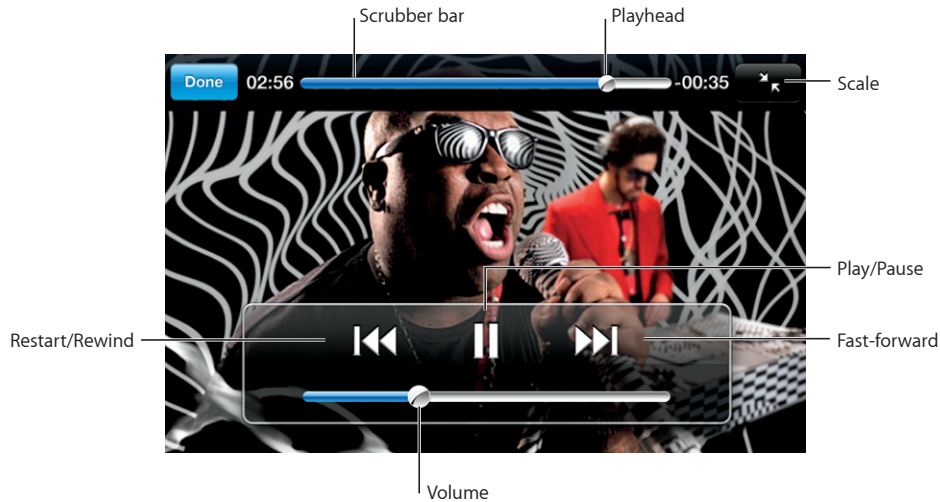 Scrubber bar
Playhead
Done
02:56
-00:35
Scale
Play/Pause
Restart/Rewind
Fast-forward
Volume